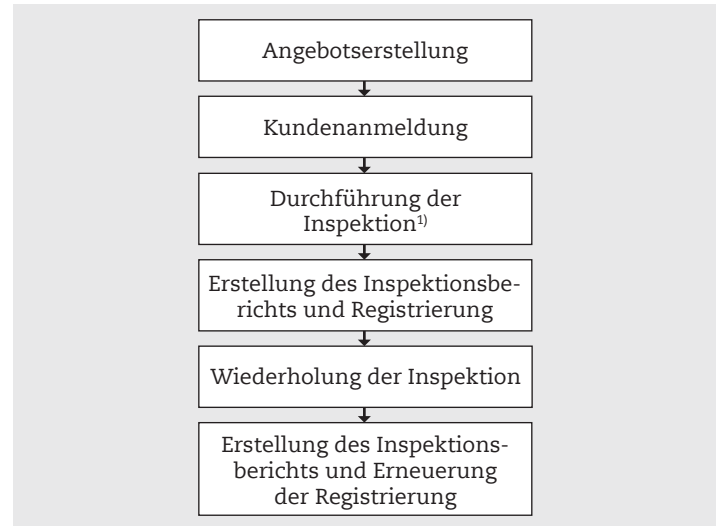 Angebotserstellung
Kundenanmeldung
Durchführung der
Inspektion¹⁾
Erstellung des Inspektionsbe-
richts und Registrierung
Wiederholung der Inspektion
Erstellung des Inspektions-
berichts und Erneuerung
der Registrierung